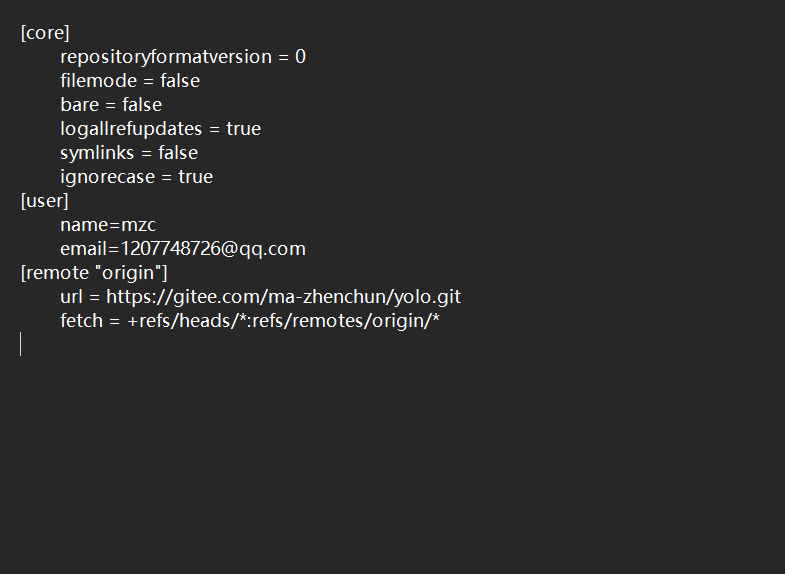 [core]
repositoryformatversion = 0
filemode = false
bare = false
logallrefupdates = true
symlinks = false
ignorecase = true
[user]
name=mzc
email=1207748726@qq.com
[remote "origin"]
url = https://gitee.com/ma-zhenchun/yolo.git
fetch = +refs/heads/*:refs/remotes/origin/*